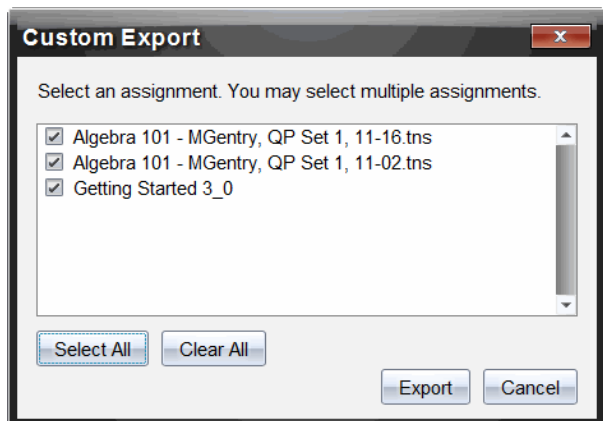 Custom Export
Select an assignment. You may select multiple assignments.
Algebra 101 - MGentry, QP Set 1, 11-16.tns
Algebra 101 - MGentry, QP Set 1, 11-02.tns
Getting Started 3_0
Select All Clear All
Export Cancel